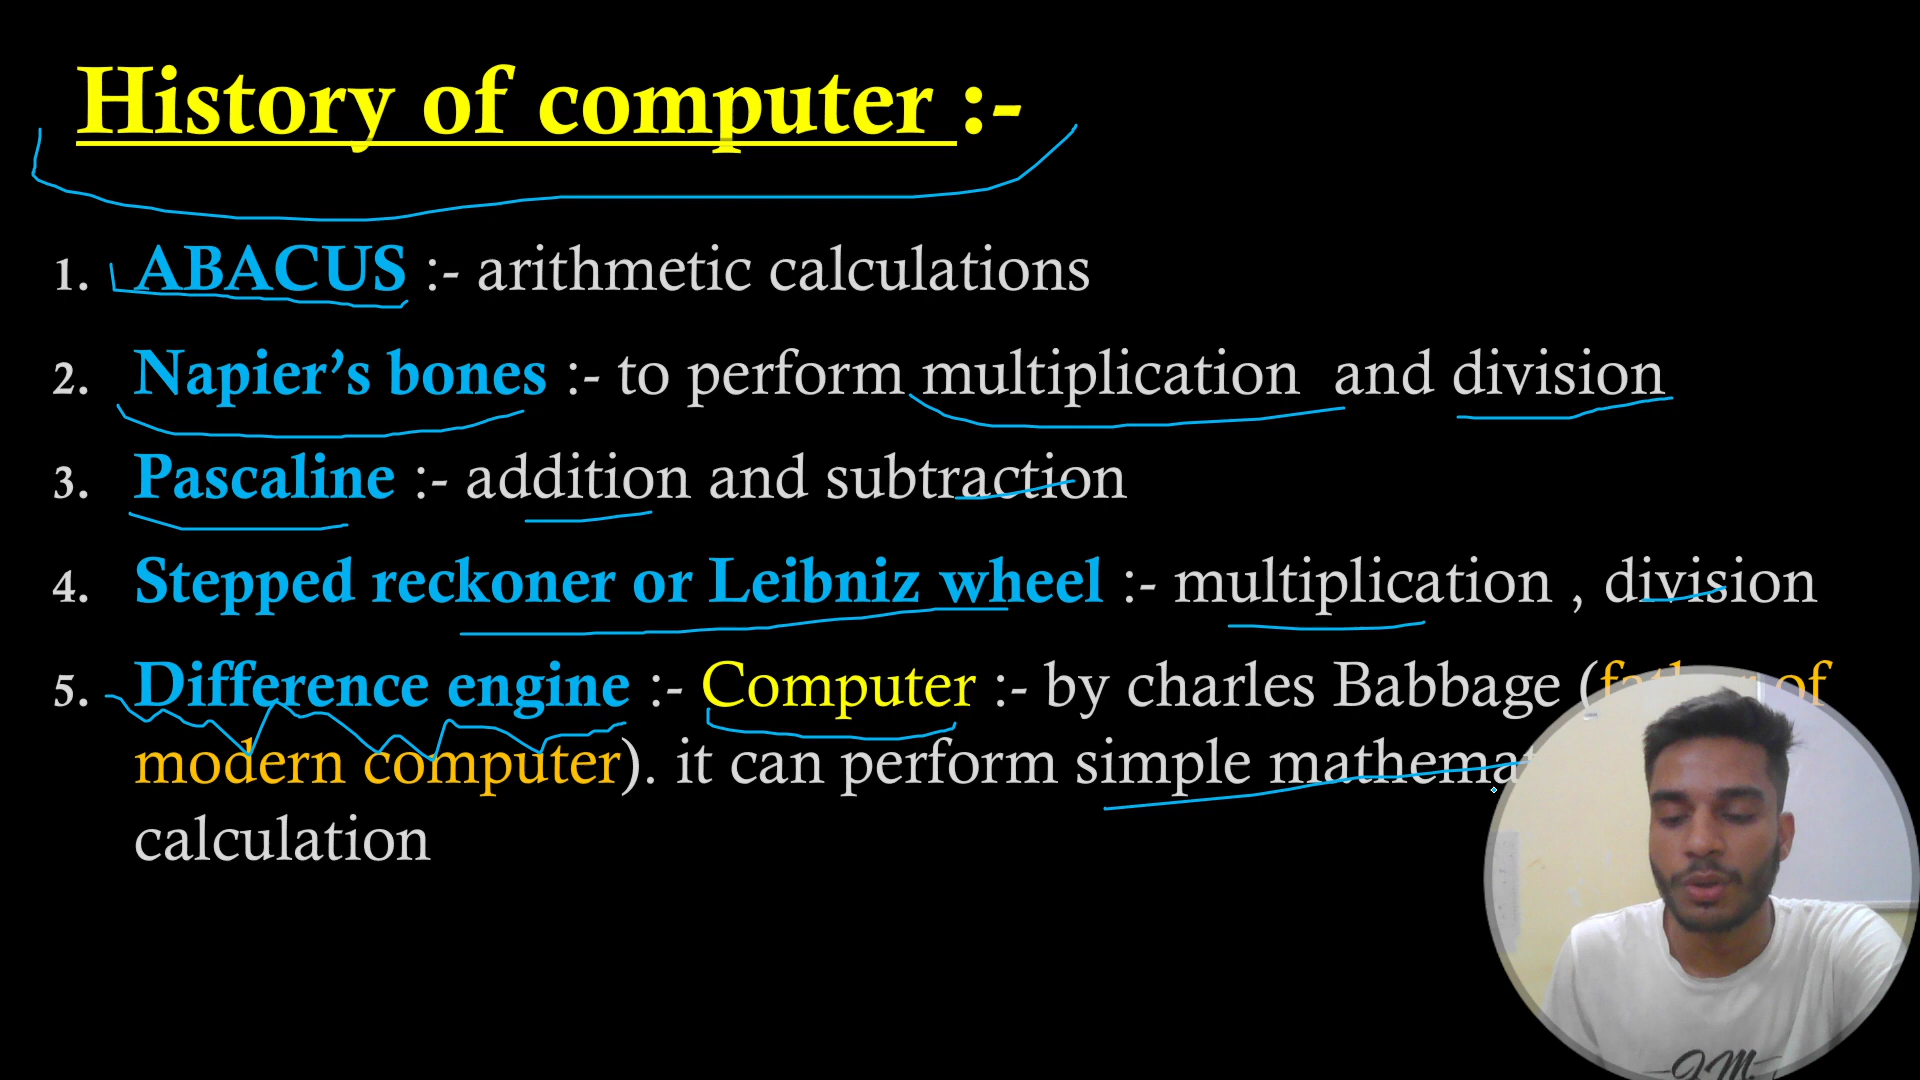 History of computer :-
1. ABACUS :- arithmetic calculations
2. Napier’s bones :- to perform multiplication and division
3. Pascaline :- addition and subtraction
4. Stepped reckoner or Leibniz wheel :- multiplication , division
5. Difference engine :- Computer :- by charles Babbage (father of
modern computer). it can perform simple
calculation